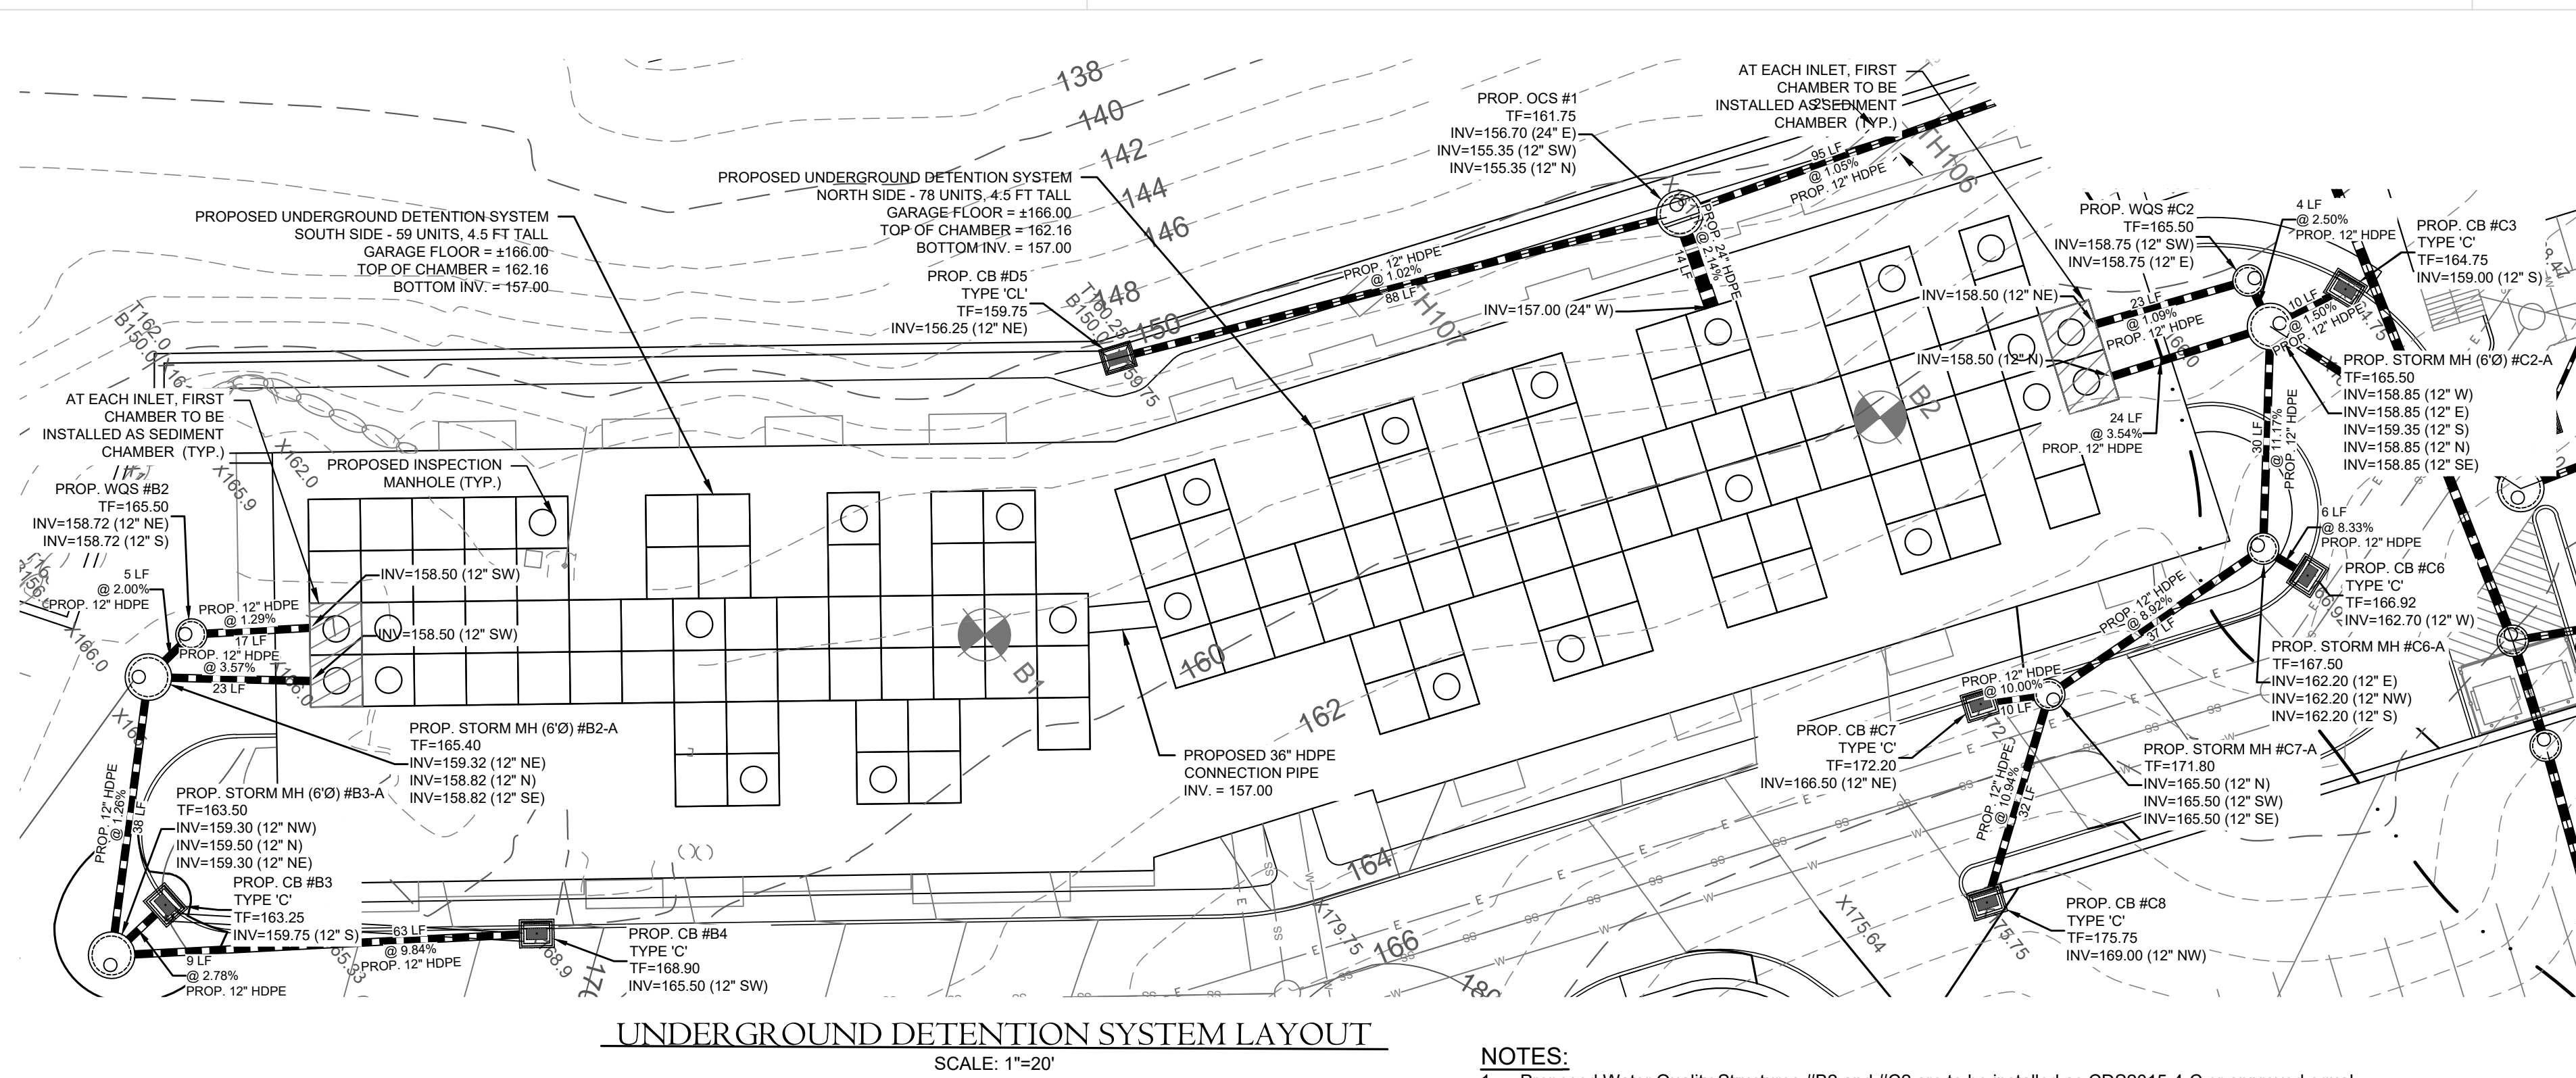 138
140
142
144
146
148
150
AT EACH INLET, FIRST
CHAMBER TO BE
INSTALLED AS SEDIMENT
CHAMBER (TYP.)
PROP. OCS #1
TF=161.75
INV=156.70 (24" E)
INV=155.35 (12" SW)
INV=155.35 (12" N)
95 LF
@ 1.05%
PROP. 12" HDPE
TH106
PROPOSED UNDERGROUND DETENTION SYSTEM
NORTH SIDE - 78 UNITS, 4.5 FT TALL
GARAGE FLOOR = ±166.00
TOP OF CHAMBER = 162.16
BOTTOM INV. = 157.00
PROPOSED UNDERGROUND DETENTION SYSTEM
SOUTH SIDE - 59 UNITS, 4.5 FT TALL
GARAGE FLOOR = ±166.00
TOP OF CHAMBER = 162.16
BOTTOM INV. = 157.00
PROP. CB #D5
TYPE 'CL'
TF=159.75
INV=156.25 (12" NE)
PROP. 12" HDPE
@ 1.02%
88 LF
TH107
PROP. 24" HDPE
@ 2.14%
14 LF
INV=157.00 (24" W)
PROP. WQS #C2
TF=165.50
INV=158.75 (12" SW)
INV=158.75 (12" E)
4 LF
@ 2.50%
PROP. 12" HDPE
PROP. CB #C3
TYPE 'C'
TF=164.75
INV=159.00 (12" S)
INV=158.50 (12" NE)
23 LF
@ 1.09%
PROP. 12" HDPE
10 LF
@ 1.50%
PROP. 12" HDPE
INV=158.50 (12" N)
24 LF
@ 3.54%
PROP. 12" HDPE
PROP. STORM MH (6'Ø) #C2-A
TF=165.50
INV=158.85 (12" W)
INV=158.85 (12" E)
INV=159.35 (12" S)
INV=158.85 (12" N)
INV=158.85 (12" SE)
30 LF
@ 11.17%
PROP. 12" HDPE
B2
T162.0
B150.0
AT EACH INLET, FIRST
CHAMBER TO BE
INSTALLED AS SEDIMENT
CHAMBER (TYP.)
X162.0
X165.9
PROPOSED INSPECTION
MANHOLE (TYP.)
PROP. WQS #B2
TF=165.50
INV=158.72 (12" NE)
INV=158.72 (12" S)
5 LF
@ 2.00%
PROP. 12" HDPE
X166.0
PROP. 12" HDPE
@ 1.29%
17 LF
INV=158.50 (12" SW)
INV=158.50 (12" SW)
PROP. 12" HDPE
@ 3.57%
23 LF
X166.0
B1
160
162
6 LF
@ 8.33%
PROP. 12" HDPE
PROP. CB #C6
TYPE 'C'
TF=166.92
INV=162.70 (12" W)
PROP. 12" HDPE
@ 8.92%
37 LF
PROP. STORM MH #C6-A
TF=167.50
INV=162.20 (12" E)
INV=162.20 (12" NW)
INV=162.20 (12" S)
PROP. 12" HDPE
@ 10.00%
10 LF
PROP. CB #C7
TYPE 'C'
TF=172.20
INV=166.50 (12" NE)
PROP. STORM MH #C7-A
TF=171.80
INV=165.50 (12" N)
INV=165.50 (12" SW)
INV=165.50 (12" SE)
PROP. 12" HDPE
@ 10.94%
32 LF
PROP. STORM MH (6'Ø) #B2-A
TF=165.40
INV=159.32 (12" NE)
INV=158.82 (12" N)
INV=158.82 (12" SE)
PROPOSED 36" HDPE
CONNECTION PIPE
INV. = 157.00
PROP. 12" HDPE
@ 1.26%
38 LF
PROP. STORM MH (6'Ø) #B3-A
TF=163.50
INV=159.30 (12" NW)
INV=159.50 (12" N)
INV=159.30 (12" NE)
PROP. CB #B3
TYPE 'C'
TF=163.25
INV=159.75 (12" S)
63 LF
@ 9.84%
PROP. 12" HDPE
9 LF
@ 2.78%
PROP. 12" HDPE
PROP. CB #B4
TYPE 'C'
TF=168.90
INV=165.50 (12" SW)
164
166
X179.75
X175.64
PROP. CB #C8
TYPE 'C'
TF=175.75
INV=169.00 (12" NW)
UNDERGROUND DETENTION SYSTEM LAYOUT
SCALE: 1"=20'
NOTES: